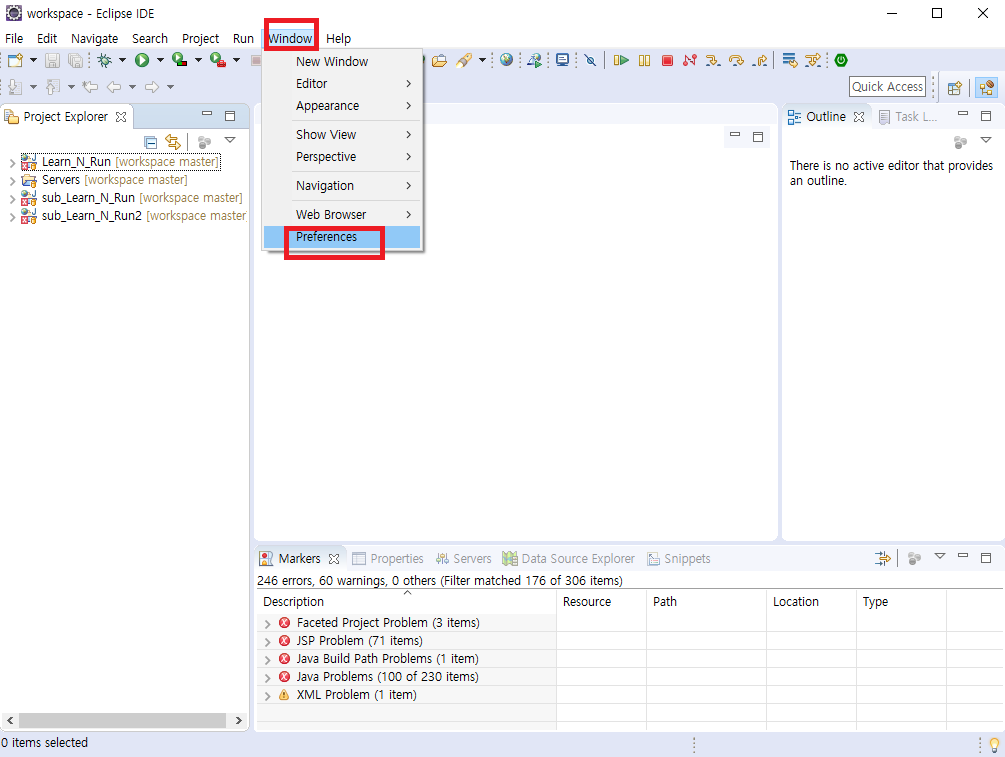 workspace - Eclipse IDE
File Edit Navigate Search Project Run Window Help
New Window
Editor
Appearance
Show View
Perspective
Navigation
Web Browser
Preferences
Quick Access
Project Explorer
Learn_N_Run [workspace master]
Servers [workspace master]
sub_Learn_N_Run [workspace master]
sub_Learn_N_Run2 [workspace master]
Outline Task L...
There is no active editor that provides
an outline.
Markers Properties Servers Data Source Explorer Snippets
246 errors, 60 warnings, 0 others (Filter matched 176 of 306 items)
Description Resource Path Location Type
Faceted Project Problem (3 items)
JSP Problem (71 items)
Java Build Path Problems (1 item)
Java Problems (100 of 230 items)
XML Problem (1 item)
0 items selected